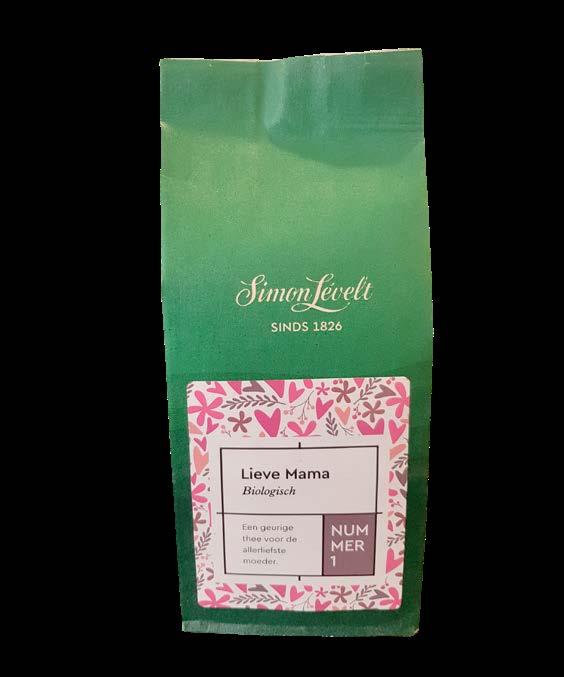 Simon Lévelt
SINDS 1826
Lieve Mama
Biologisch
Een geurige
thee voor de
allerliefste
moeder.
NUM
MER
1